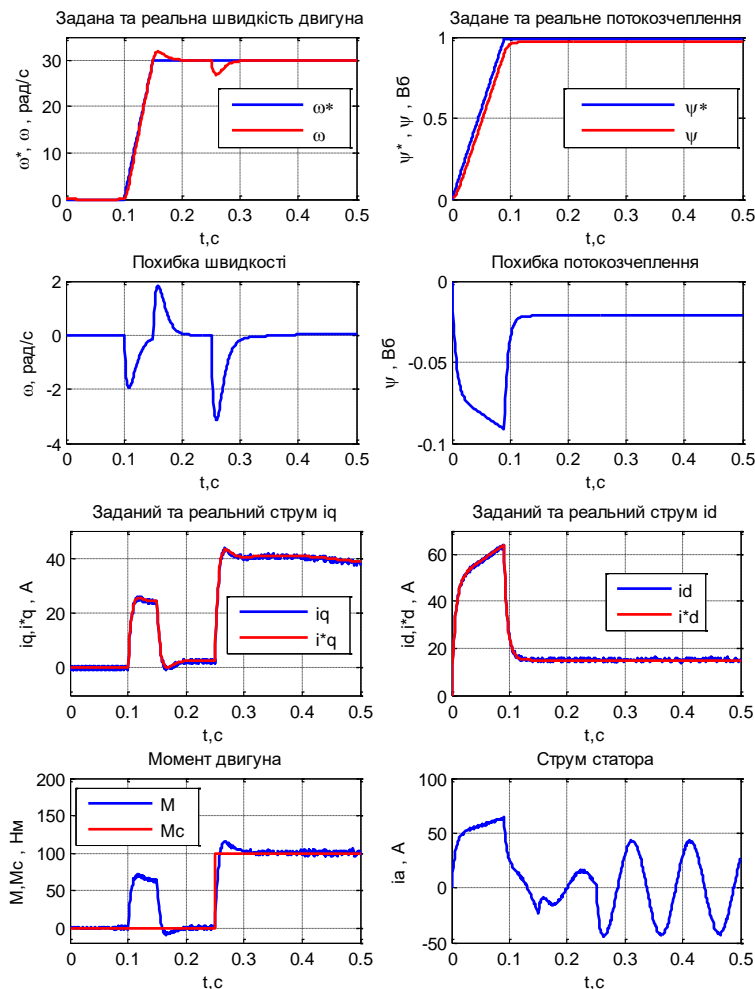 Задана та реальна швидкість двигуна
ω*, ω , рад/с
30
20
10
0
ω*
ω
0 0.1 0.2 0.3 0.4 0.5
t,c
Задане та реальне потокозчеплення
ψ* , ψ , Вб
1
0.5
0
ψ*
ψ
0 0.1 0.2 0.3 0.4 0.5
t,c
Похибка швидкості
ω, рад/с
2
0
-2
-4
0 0.1 0.2 0.3 0.4 0.5
t,c
Похибка потокозчеплення
ψ , Вб
0
-0.05
-0.1
0 0.1 0.2 0.3 0.4 0.5
t,c
Заданий та реальний струм iq
iq,i*q , А
40
20
0
iq
i*q
0 0.1 0.2 0.3 0.4 0.5
t,c
Заданий та реальний струм id
id,i*d , А
60
40
20
0
id
i*d
0 0.1 0.2 0.3 0.4 0.5
t,c
Момент двигуна
M,Mc , Нм
200
150
100
50
0
M
Mc
0 0.1 0.2 0.3 0.4 0.5
t,c
Струм статора
ia , А
100
50
0
-50
0 0.1 0.2 0.3 0.4 0.5
t,c